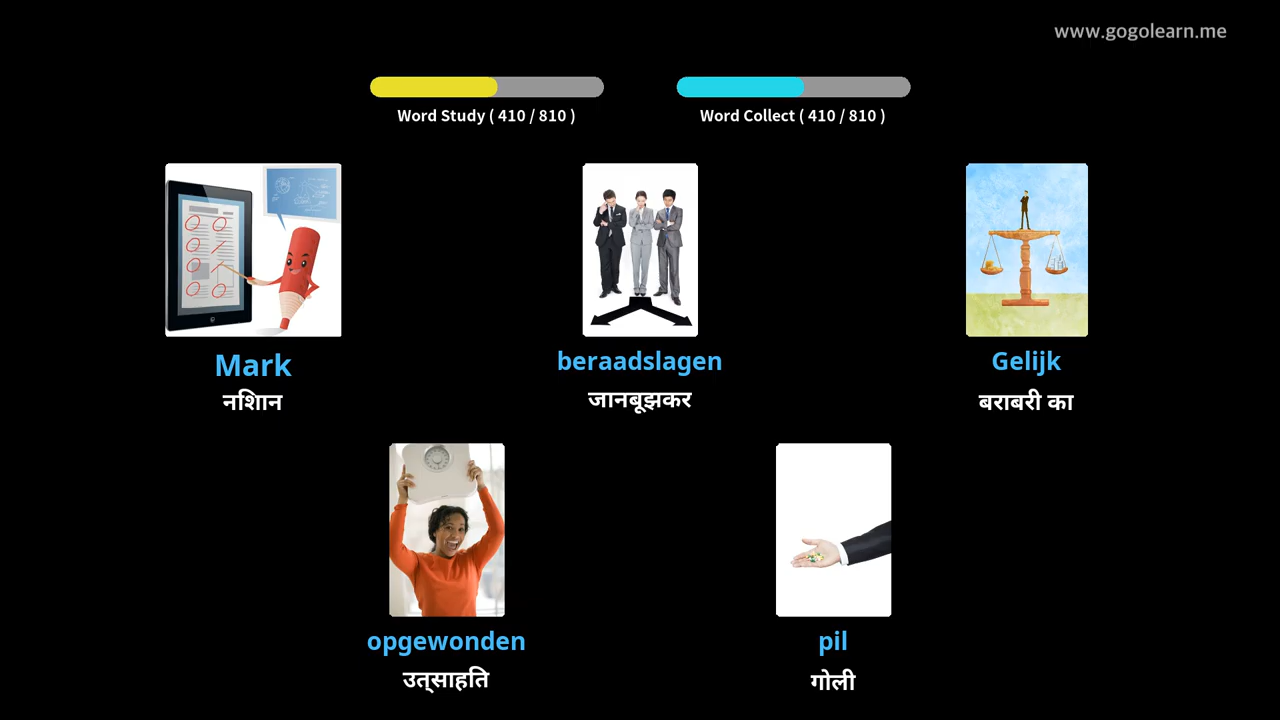 www.gogolearn.me
Word Study ( 410 / 810 )
Word Collect ( 410 / 810 )
Mark
नशिान
beraadslagen
जानबूझकर
Gelijk
बराबरी का
opgewonden
उत्साहति
pil
गोली